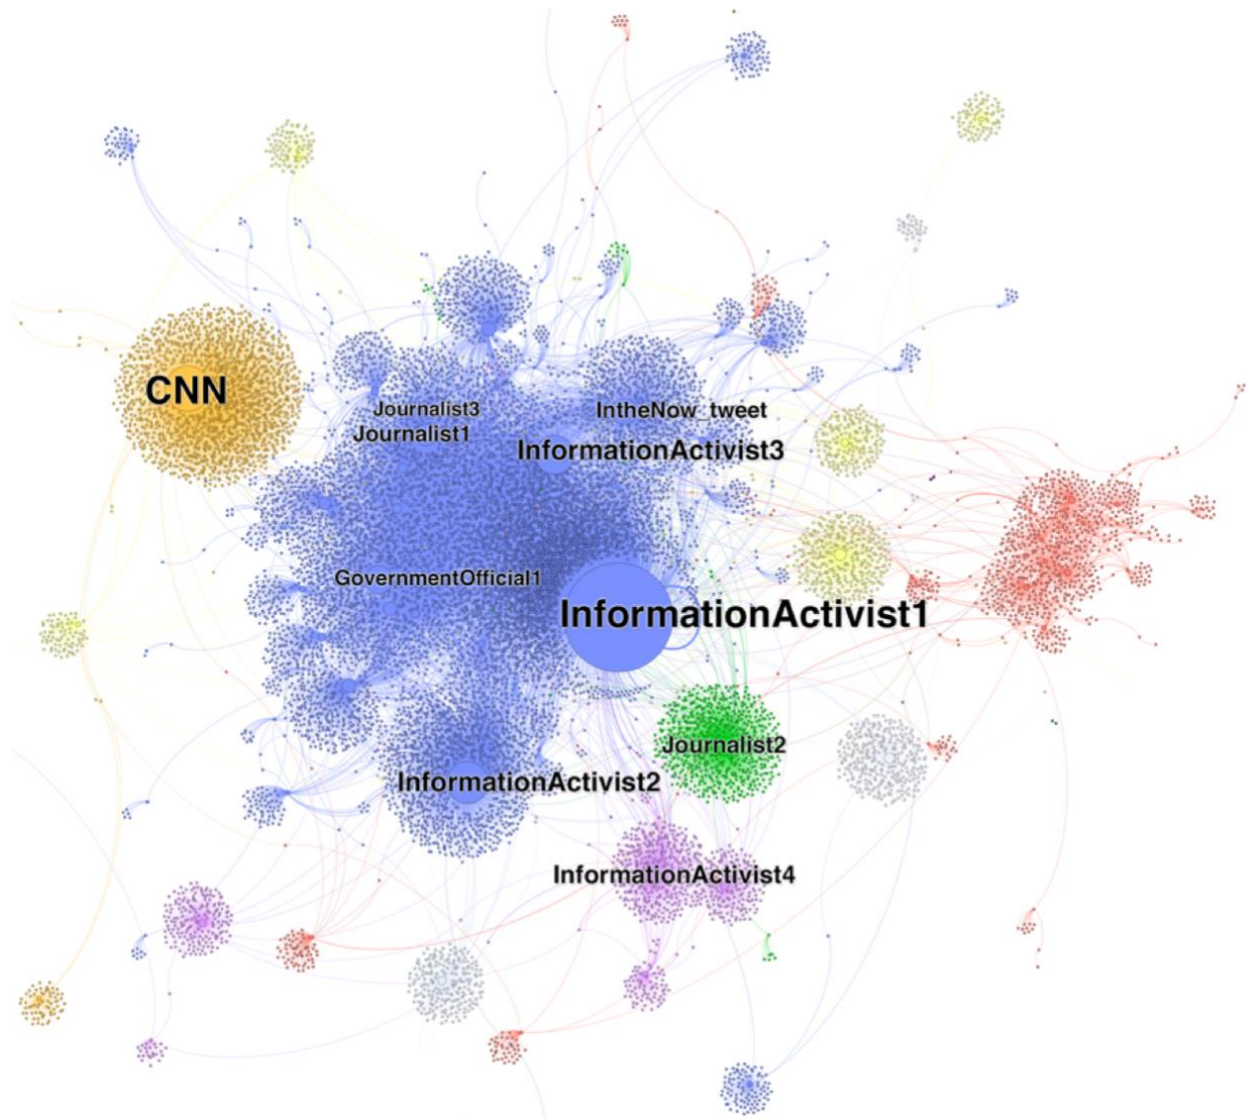 CNN
Journalist3
IntheNow_tweet
Journalist1
InformationActivist3
GovernmentOfficial1
InformationActivist1
Journalist2
InformationActivist2
InformationActivist4